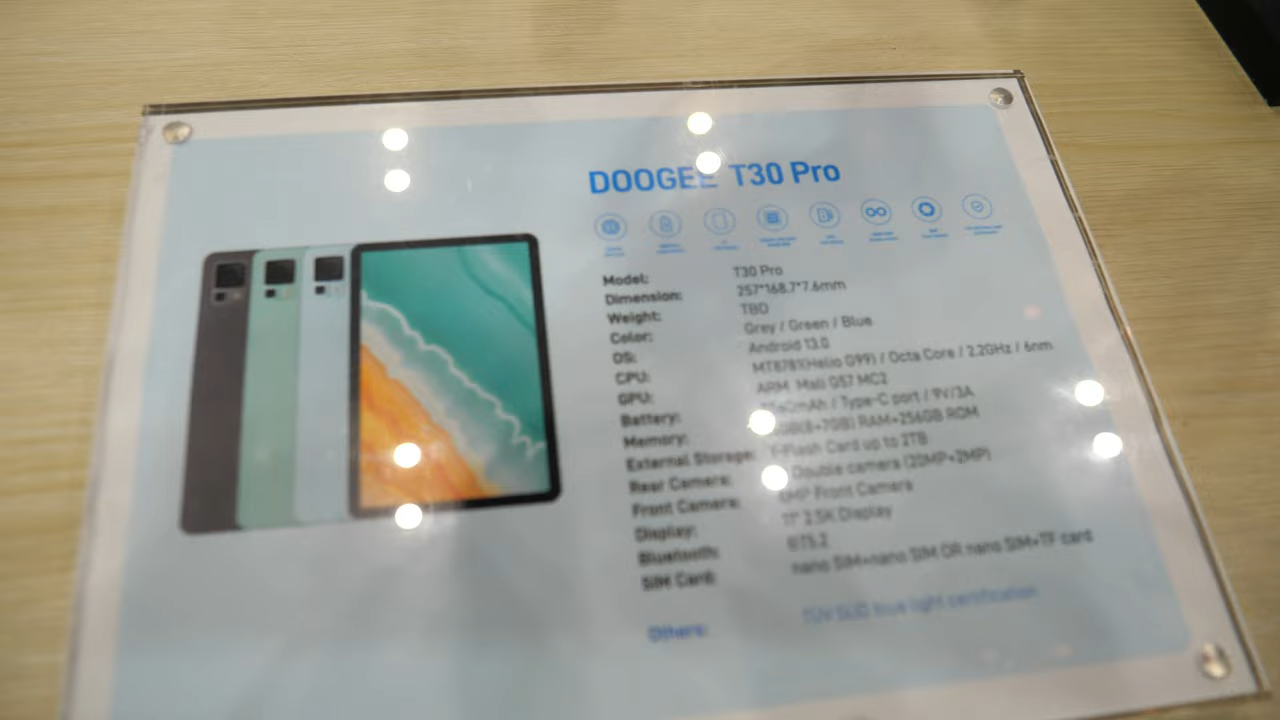 DOOGEE T30 Pro
Model: T30 Pro
Dimension: 257*168.7*7.6mm
Weight: TBD
Color: Grey / Green / Blue
OS: Android 13.0
CPU: (Helio G99) / Octa Core / 2.2GHz / 6nm
GPU: ARM Mali G57 MC2
Battery: / Type-C port / 9V/3A
Memory: RAM+256GB ROM
External Storage: Card up to 2TB
Rear Camera: Double camera (20MP+2MP)
Front Camera: Front Camera
Display: 11" 2.5K Display
Bluetooth: BT5.2
SIM Card: nano SIM+nano SIM OR nano SIM+TF card
Others: TÜV SÜD blue light certification